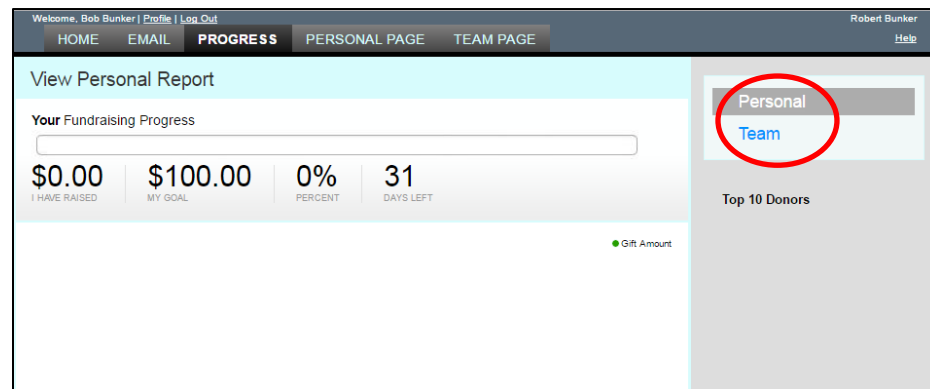 Welcome, Bob Bunker | Profile | Log Out
Robert Bunker
HOME EMAIL PROGRESS PERSONAL PAGE TEAM PAGE
Help
View Personal Report
Personal
Team
Your Fundraising Progress
$0.00 $100.00 0% 31
I HAVE RAISED MY GOAL PERCENT DAYS LEFT
Top 10 Donors
Gift Amount